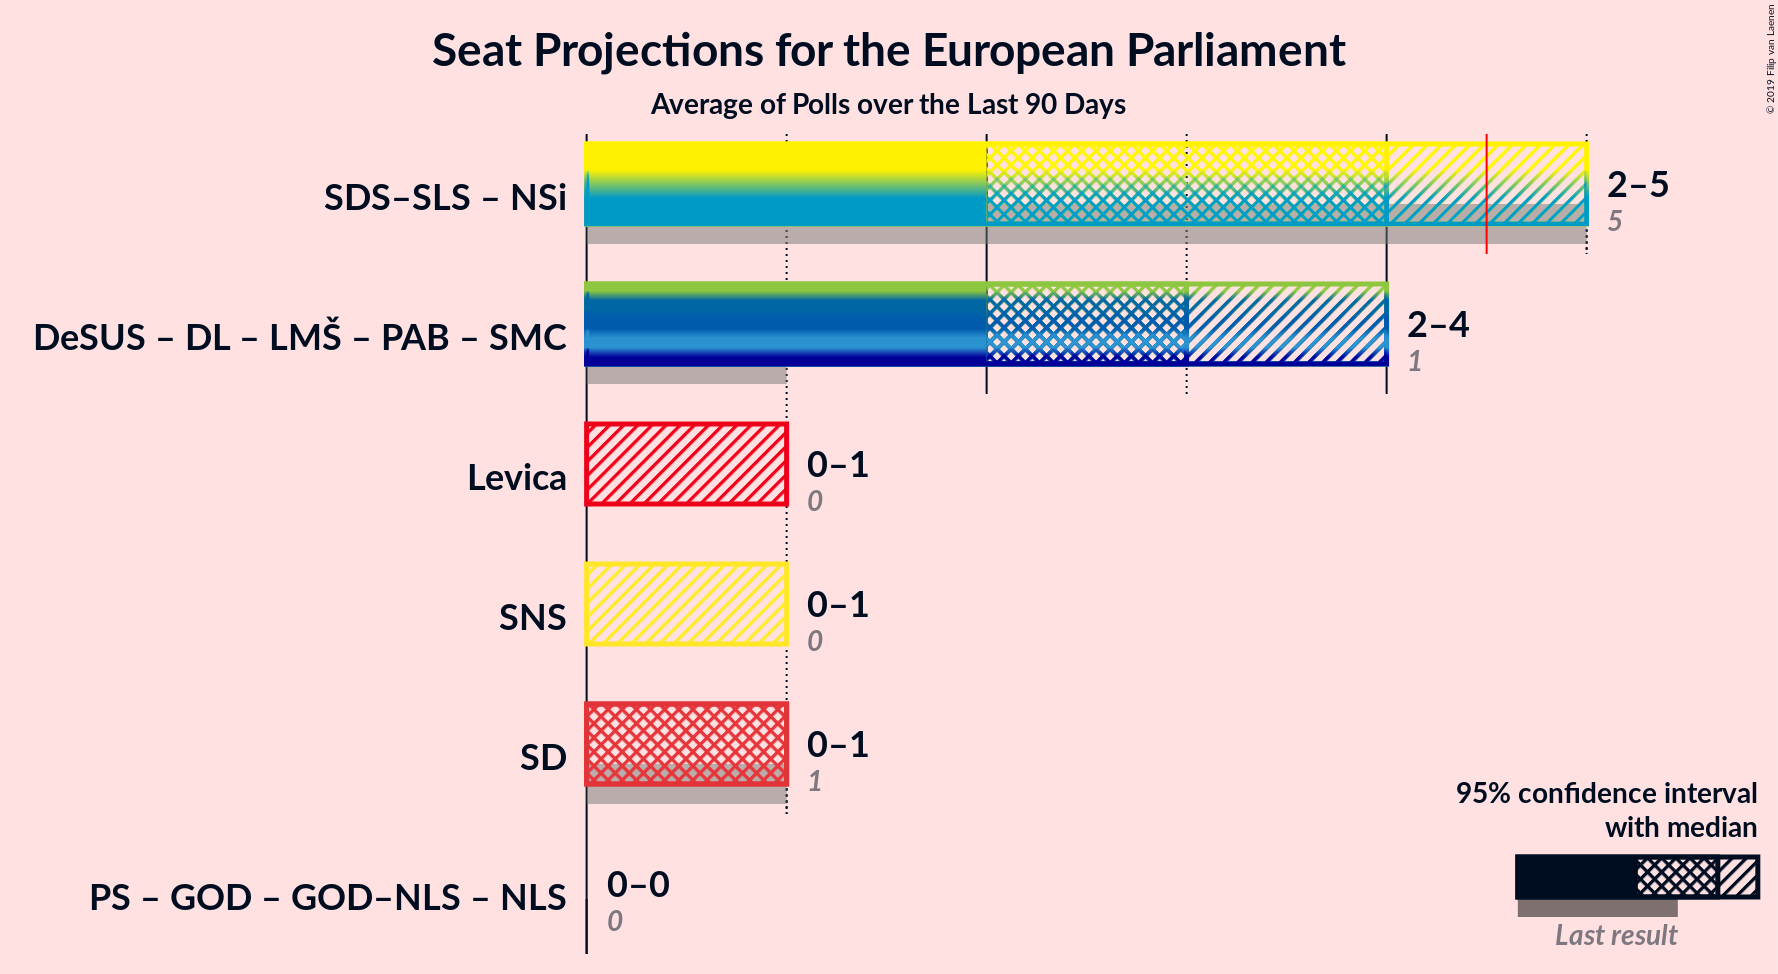 Seat Projections for the European Parliament
Average of Polls over the Last 90 Days
© 2019 Filip van Laenen
SDS–SLS – NSi
2–5
5
DeSUS – DL – LMŠ – PAB – SMC
2–4
1
Levica
0–1
0
SNS
0–1
0
SD
0–1
1
PS – GOD – GOD–NLS – NLS
0–0
0
95% confidence interval
with median
Last result